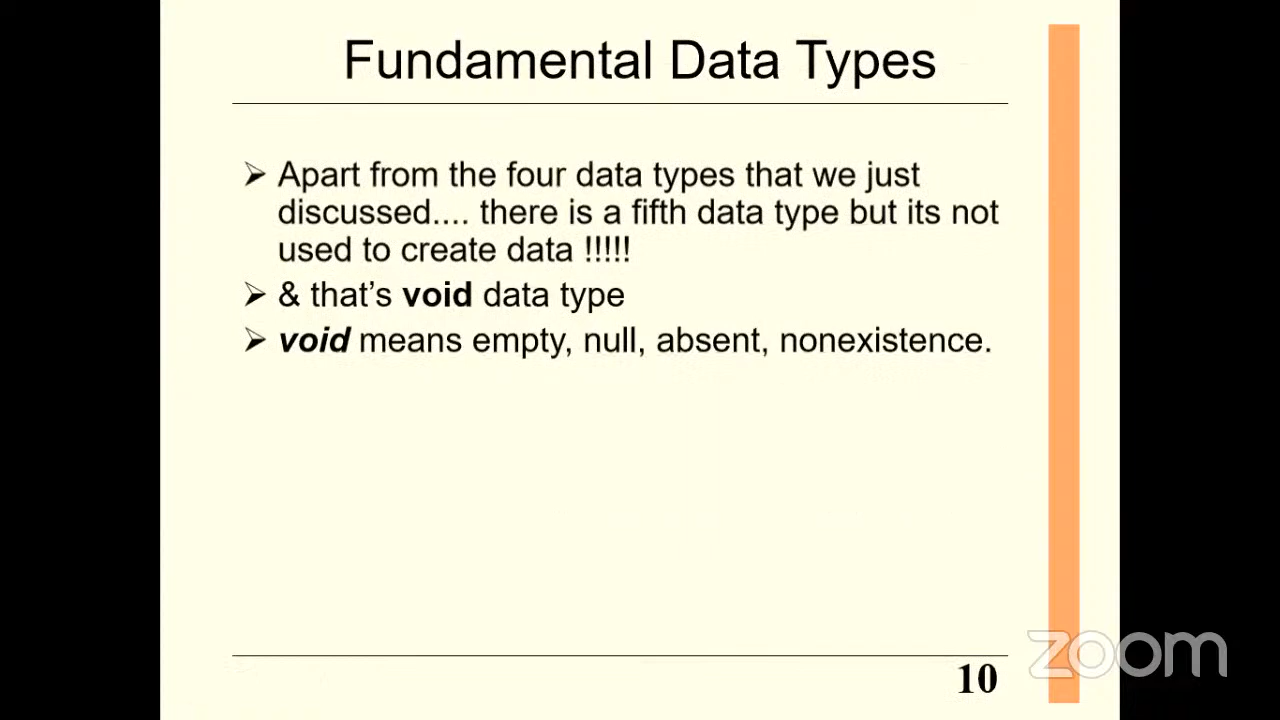 Fundamental Data Types
➢ Apart from the four data types that we just
discussed.... there is a fifth data type but its not
used to create data !!!!!
➢ & that’s void data type
➢ void means empty, null, absent, nonexistence.
zoom
10